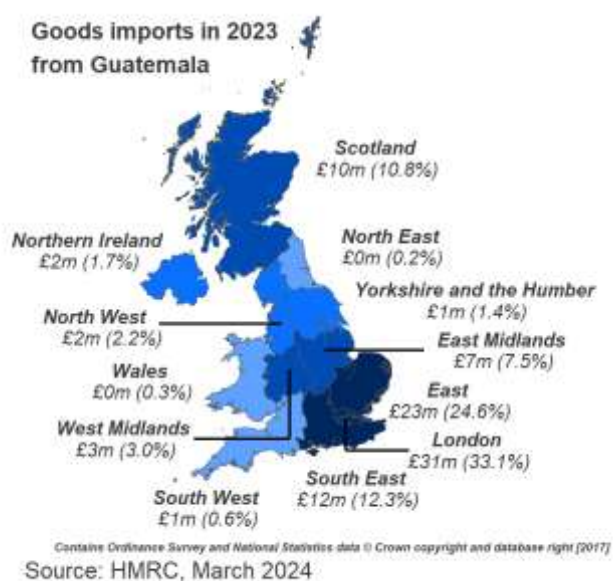 Goods imports in 2023
from Guatemala
Scotland
£10m (10.8%)
Northern Ireland
£2m (1.7%)
North East
£0m (0.2%)
Yorkshire and the Humber
£1m (1.4%)
North West
£2m (2.2%)
East Midlands
£7m (7.5%)
Wales
£0m (0.3%)
East
£23m (24.6%)
West Midlands
£3m (3.0%)
London
£31m (33.1%)
South East
£12m (12.3%)
South West
£1m (0.6%)
Contains Ordinance Survey and National Statistics data © Crown copyright and database right [2017]
Source: HMRC, March 2024